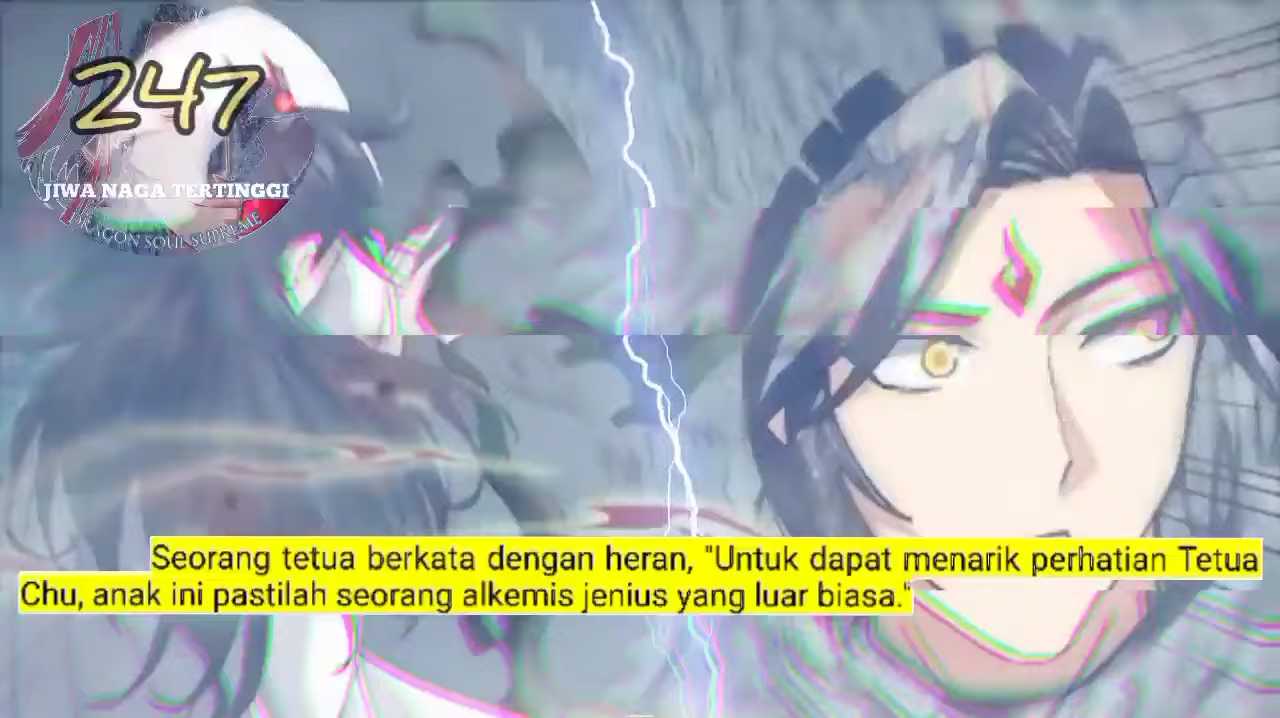 247
JIWA NAGA TERTINGGI
DRAGON SOUL SUPREME
Seorang tetua berkata dengan heran, "Untuk dapat menarik perhatian Tetua
Chu, anak ini pastilah seorang alkemis jenius yang luar biasa."